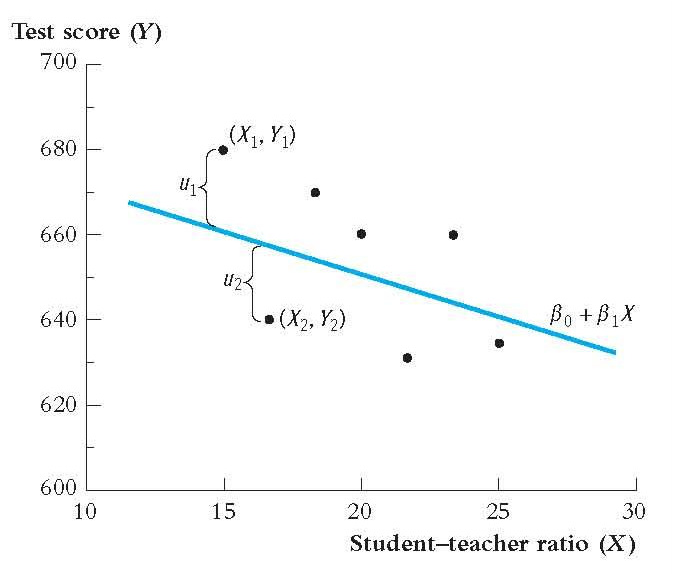 Test score (Y)
700
680
(X₁, Y₁)
u₁
660
u₂
640
(X₂, Y₂)
β₀ + β₁X
620
600
10 15 20 25 30
Student–teacher ratio (X)